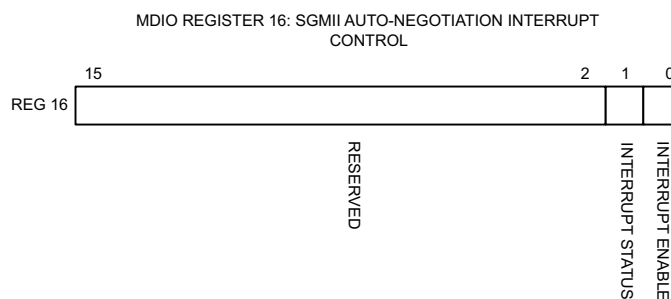 MDIO REGISTER 16: SGMII AUTO-NEGOTIATION INTERRUPT
CONTROL
15 2 1 0
REG 16
RESERVED
INTERRUPT STATUS
INTERRUPT ENABLE